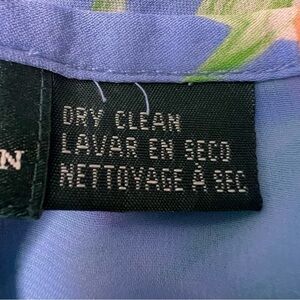 DRY CLEAN
LAVAR EN SECO
NETTOYAGE À SEC
N